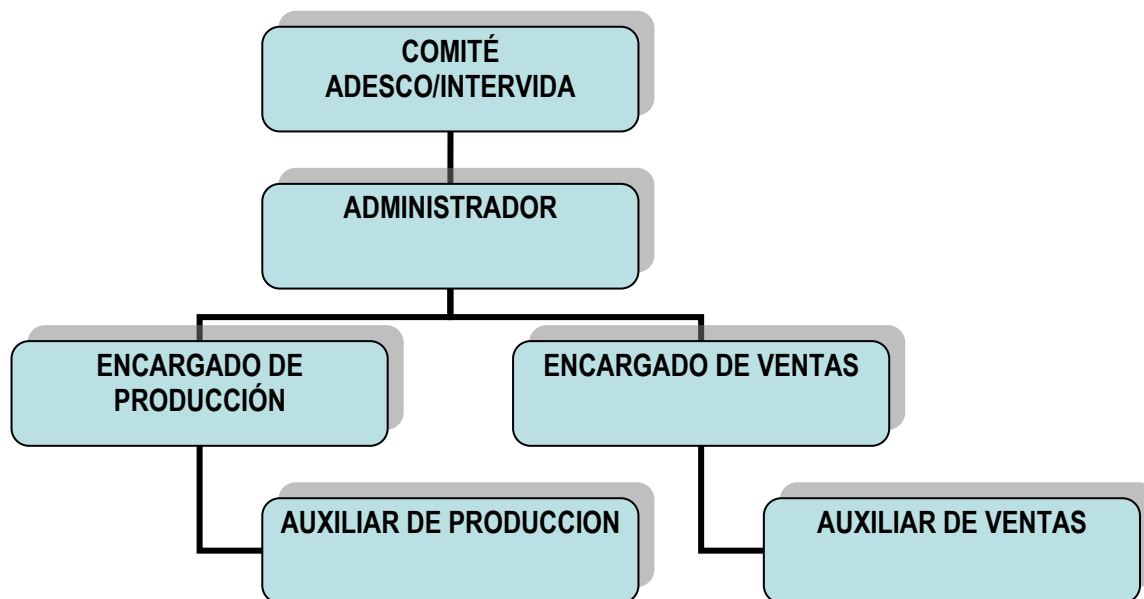 COMITÉ
ADESCO/INTERVIDA
ADMINISTRADOR
ENCARGADO DE
PRODUCCIÓN
ENCARGADO DE VENTAS
AUXILIAR DE PRODUCCION
AUXILIAR DE VENTAS